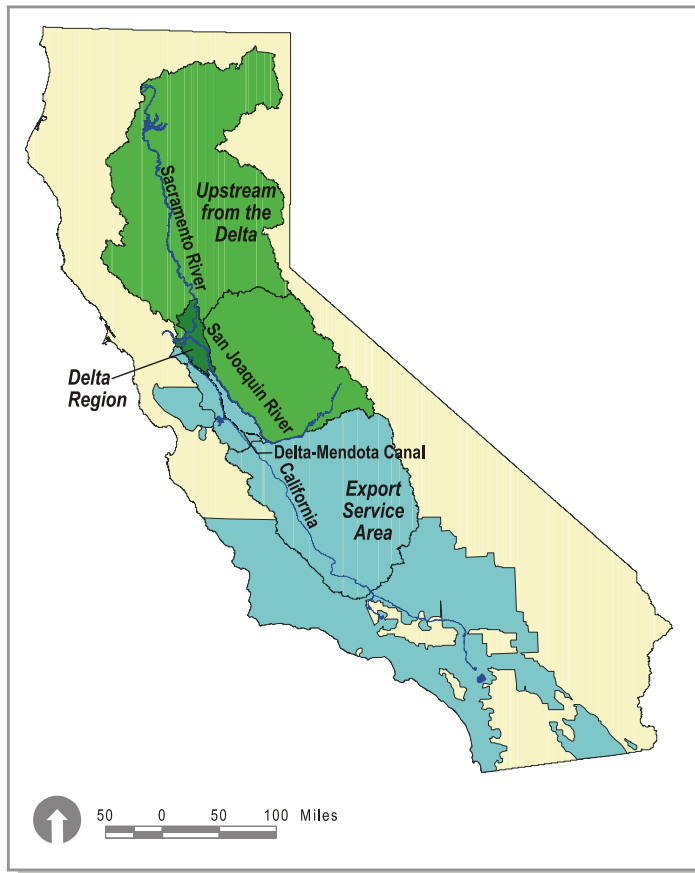 Sacramento River
Upstream
from the
Delta
San Joaquin River
Delta
Region
Delta-Mendota Canal
California
Export
Service
Area
50 0 50 100 Miles